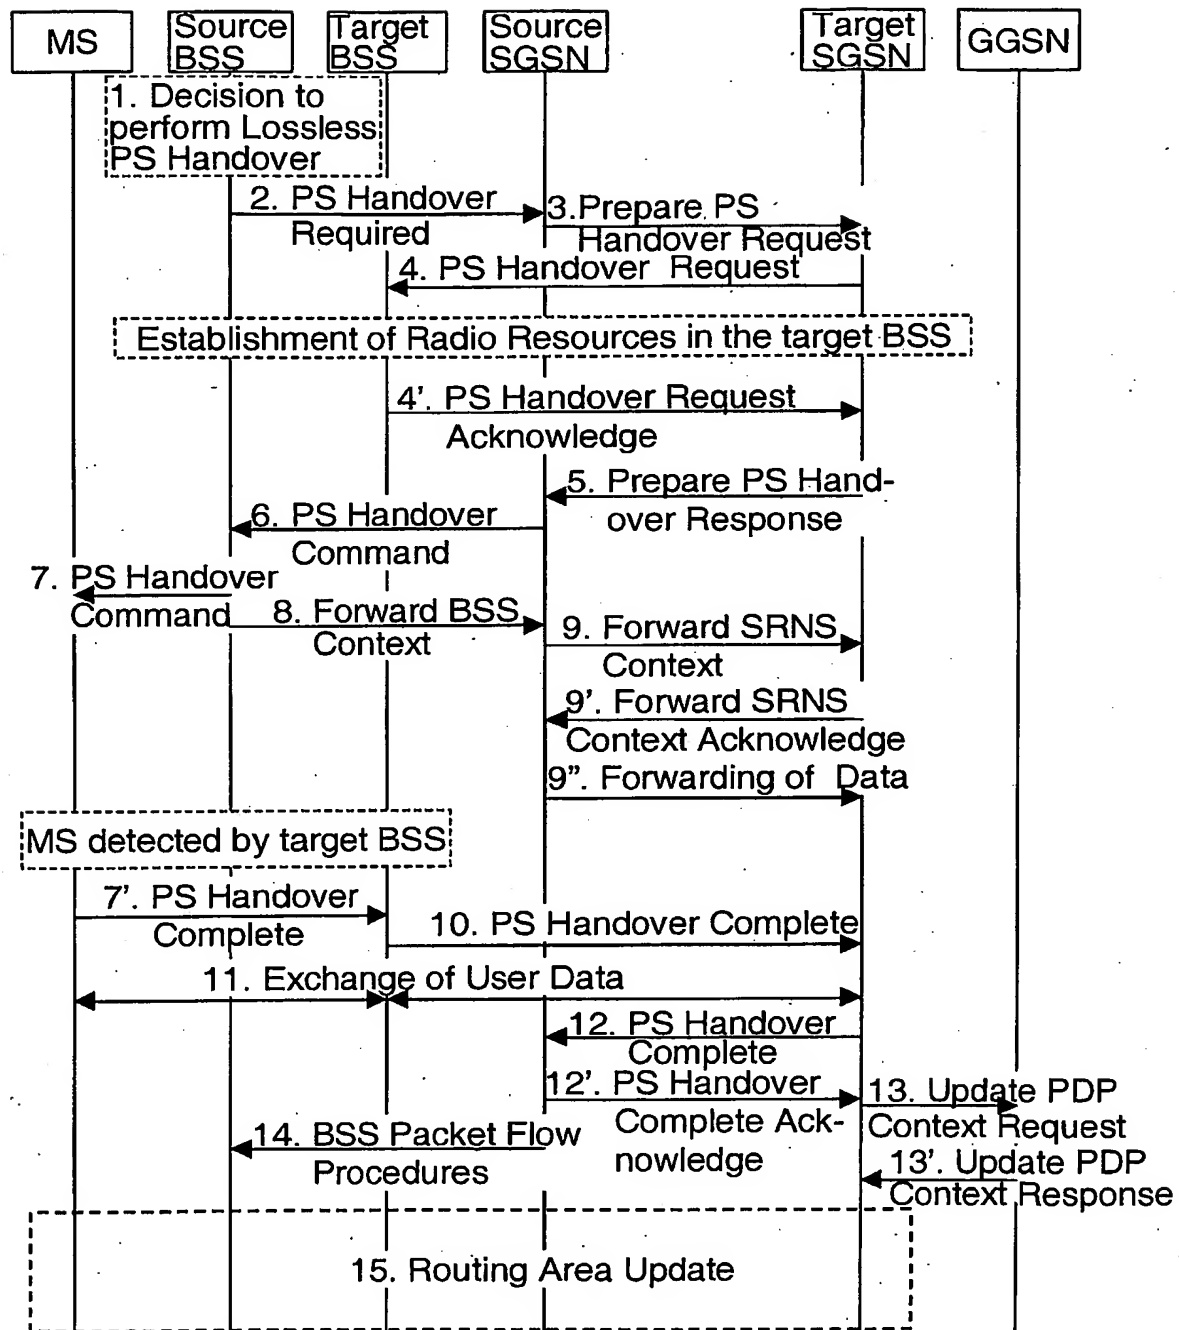 MS
Source
BSS
Target
BSS
Source
SGSN
Target
SGSN
GGSN
1. Decision to
perform Lossless
PS Handover
2. PS Handover
Required
3.Prepare PS
Handover Request
4. PS Handover Request
Establishment of Radio Resources in the target BSS
4'. PS Handover Request
Acknowledge
5. Prepare PS Hand-
over Response
6. PS Handover
Command
7. PS Handover
Command
8. Forward BSS
Context
9. Forward SRNS
Context
9'. Forward SRNS
Context Acknowledge
9". Forwarding of Data
MS detected by target BSS
7'. PS Handover
Complete
10. PS Handover Complete
11. Exchange of User Data
12. PS Handover
Complete
12'. PS Handover
Complete Ack-
nowledge
13. Update PDP
Context Request
14. BSS Packet Flow
Procedures
13'. Update PDP
Context Response
15. Routing Area Update